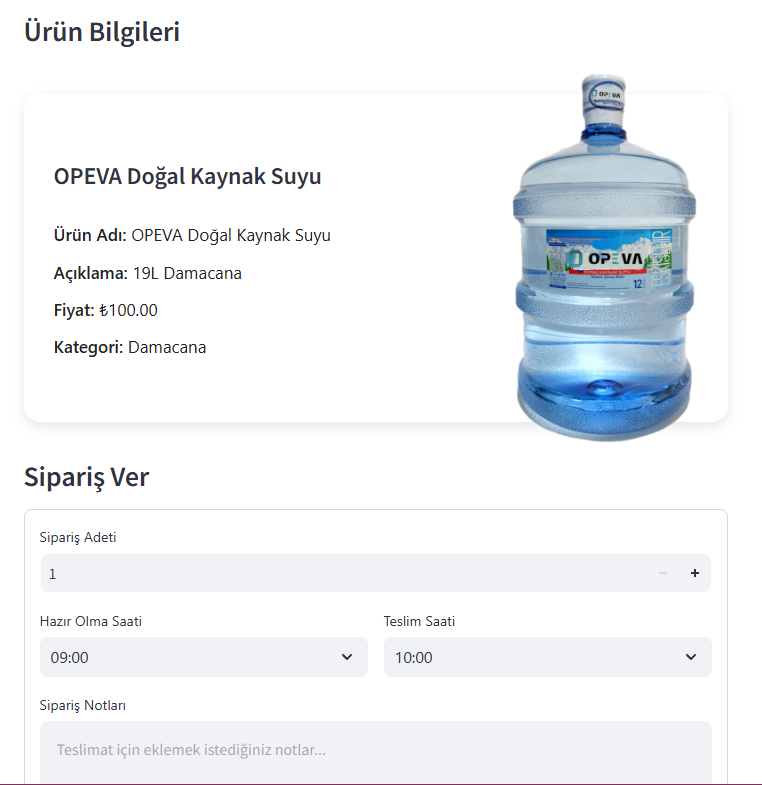 Ürün Bilgileri
OPEVA
OPEVA Doğal Kaynak Suyu
Ürün Adı: OPEVA Doğal Kaynak Suyu
Açıklama: 19L Damacana
Fiyat: ₺100.00
Kategori: Damacana
OPEVA
DOĞAL KAYNAK SUYU
ESKİŞEHİR
12
Sipariş Ver
Sipariş Adeti
1
Hazır Olma Saati
Teslim Saati
09:00
10:00
Sipariş Notları
Teslimat için eklemek istediğiniz notlar...